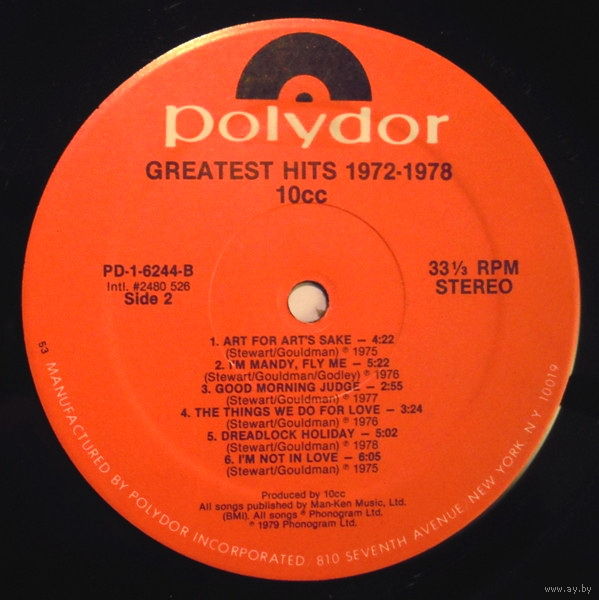 polydor
GREATEST HITS 1972-1978
10cc
PD-1-6244-B
Intl. #2480 526
Side 2
33 1/3 RPM
STEREO
1. ART FOR ART'S SAKE – 4:22
(Stewart/Gouldman) ℗ 1975
2. I'M MANDY, FLY ME – 5:22
(Stewart/Gouldman/Godley) ℗ 1976
3. GOOD MORNING JUDGE – 2:55
(Stewart/Gouldman) ℗ 1977
4. THE THINGS WE DO FOR LOVE – 3:24
(Stewart/Gouldman) ℗ 1976
5. DREADLOCK HOLIDAY – 5:02
(Stewart/Gouldman) ℗ 1978
6. I'M NOT IN LOVE – 6:05
(Stewart/Gouldman) ℗ 1975
Produced by 10cc
All songs published by Man-Ken Music, Ltd.
(BMI). All songs ℗ Phonogram Ltd.
℗ 1979 Phonogram Ltd.
53 MANUFACTURED BY POLYDOR INCORPORATED, 810 SEVENTH AVENUE/NEW YORK, N Y 10019
www.ay.by